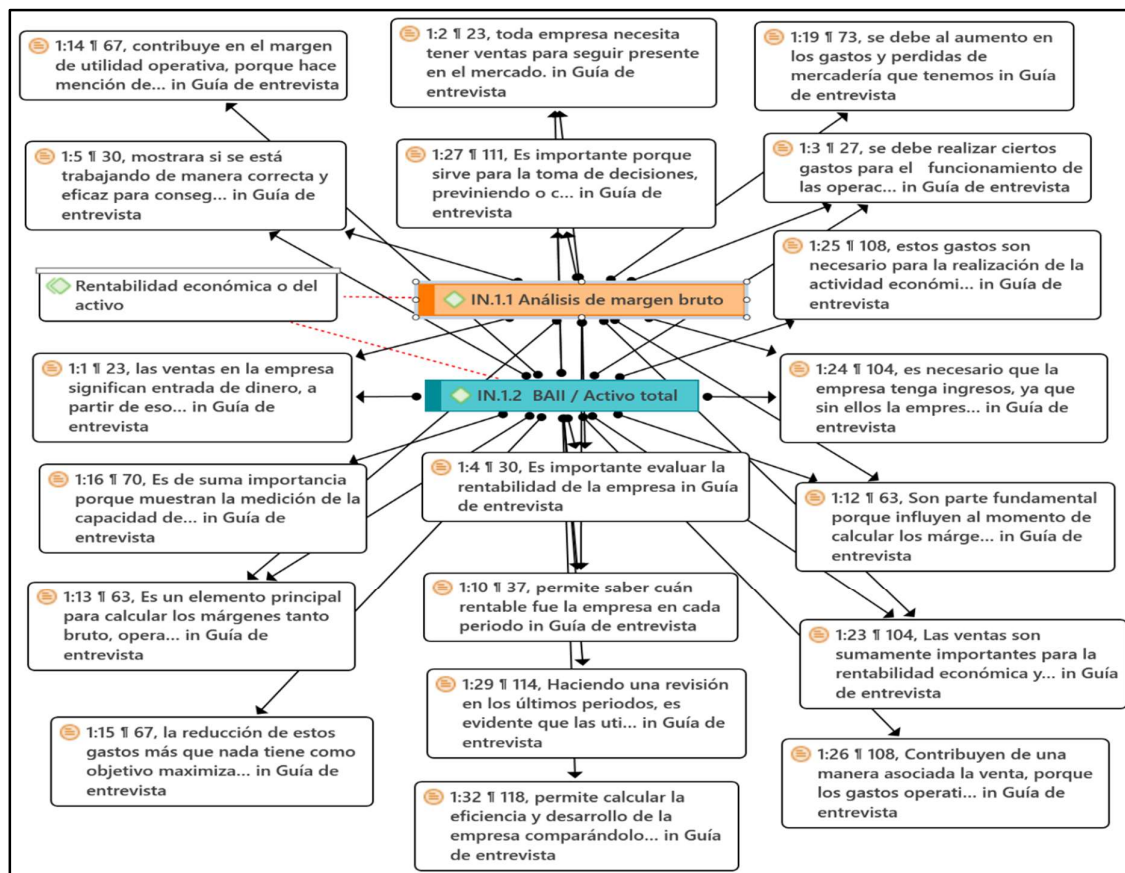 1:14 ¶ 67, contribuye en el margen
de utilidad operativa, porque hace
mención de... in Guía de entrevista
1:2 ¶ 23, toda empresa necesita
tener ventas para seguir presente
en el mercado. in Guía de
entrevista
1:19 ¶ 73, se debe al aumento en
los gastos y perdidas de
mercadería que tenemos in Guía
de entrevista
1:5 ¶ 30, mostrara si se está
trabajando de manera correcta y
eficaz para conseg... in Guía de
entrevista
1:27 ¶ 111, Es importante porque
sirve para la toma de decisiones,
previniendo o c... in Guía de
entrevista
1:3 ¶ 27, se debe realizar ciertos
gastos para el funcionamiento de
las operac... in Guía de entrevista
1:25 ¶ 108, estos gastos son
necesario para la realización de la
actividad económi... in Guía de
entrevista
Rentabilidad económica o del
activo
IN.1.1 Análisis de margen bruto
1:1 ¶ 23, las ventas en la empresa
significan entrada de dinero, a
partir de eso... in Guía de
entrevista
IN.1.2 BAII / Activo total
1:24 ¶ 104, es necesario que la
empresa tenga ingresos, ya que
sin ellos la empres... in Guía de
entrevista
1:16 ¶ 70, Es de suma importancia
porque muestran la medición de la
capacidad de... in Guía de
entrevista
1:4 ¶ 30, Es importante evaluar la
rentabilidad de la empresa in Guía
de entrevista
1:12 ¶ 63, Son parte fundamental
porque influyen al momento de
calcular los márge... in Guía de
entrevista
1:13 ¶ 63, Es un elemento principal
para calcular los márgenes tanto
bruto, opera... in Guía de
entrevista
1:10 ¶ 37, permite saber cuán
rentable fue la empresa en cada
periodo in Guía de entrevista
1:23 ¶ 104, Las ventas son
sumamente importantes para la
rentabilidad económica y... in Guía
de entrevista
1:29 ¶ 114, Haciendo una revisión
en los últimos periodos, es
evidente que las uti... in Guía de
entrevista
1:15 ¶ 67, la reducción de estos
gastos más que nada tiene como
objetivo maximiza... in Guía de
entrevista
1:26 ¶ 108, Contribuyen de una
manera asociada la venta, porque
los gastos operati... in Guía de
entrevista
1:32 ¶ 118, permite calcular la
eficiencia y desarrollo de la
empresa comparándolo... in Guía
de entrevista